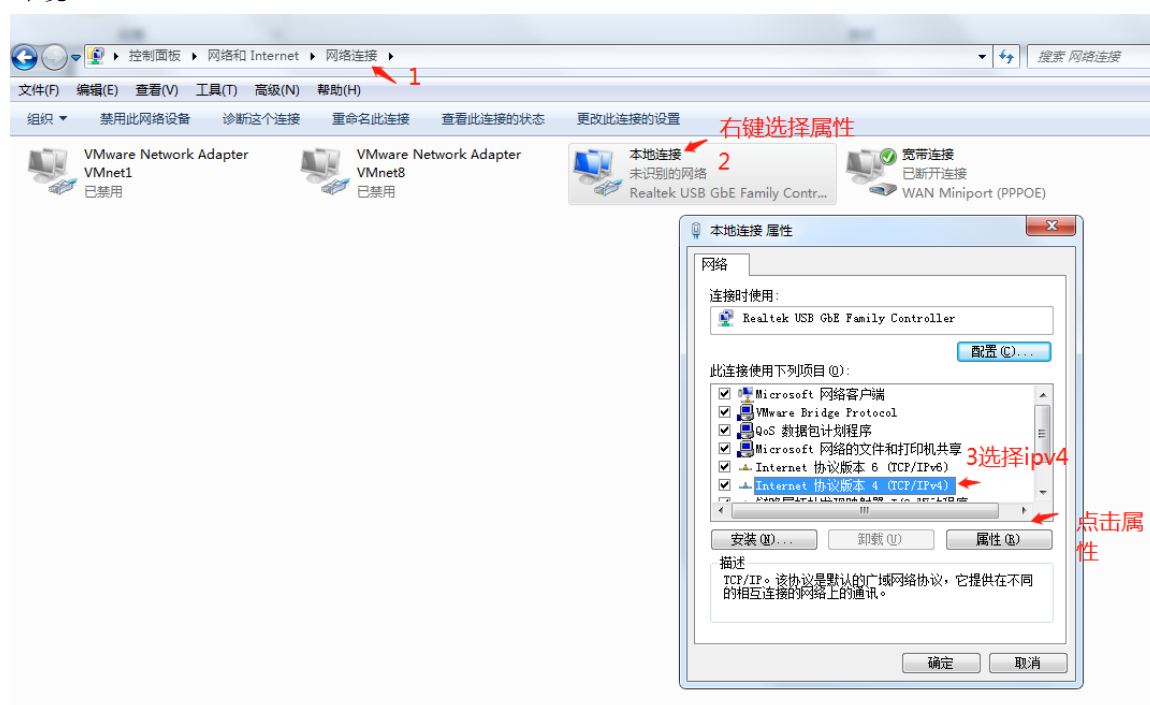 控制面板 ▸ 网络和 Internet ▸ 网络连接 ▸
搜索 网络连接
1
文件(F) 编辑(E) 查看(V) 工具(T) 高级(N) 帮助(H)
组织 禁用此网络设备 诊断这个连接 重命名此连接 查看此连接的状态 更改此连接的设置
右键选择属性
2
VMware Network Adapter
VMnet1
已禁用
VMware Network Adapter
VMnet8
已禁用
本地连接
未识别的网络
Realtek USB GbE Family Contr...
宽带连接
已断开连接
WAN Miniport (PPPOE)
本地连接 属性
网络
连接时使用:
Realtek USB GbE Family Controller
配置(C)...
此连接使用下列项目(O):
Microsoft 网络客户端
VMware Bridge Protocol
QoS 数据包计划程序
Microsoft 网络的文件和打印机共享
Internet 协议版本 6 (TCP/IPv6)
Internet 协议版本 4 (TCP/IPv4)
3选择ipv4
点击属
性
安装(N)... 卸载(U) 属性(R)
描述
TCP/IP。该协议是默认的广域网络协议，它提供在不同
的相互连接的网络上的通讯。
确定 取消